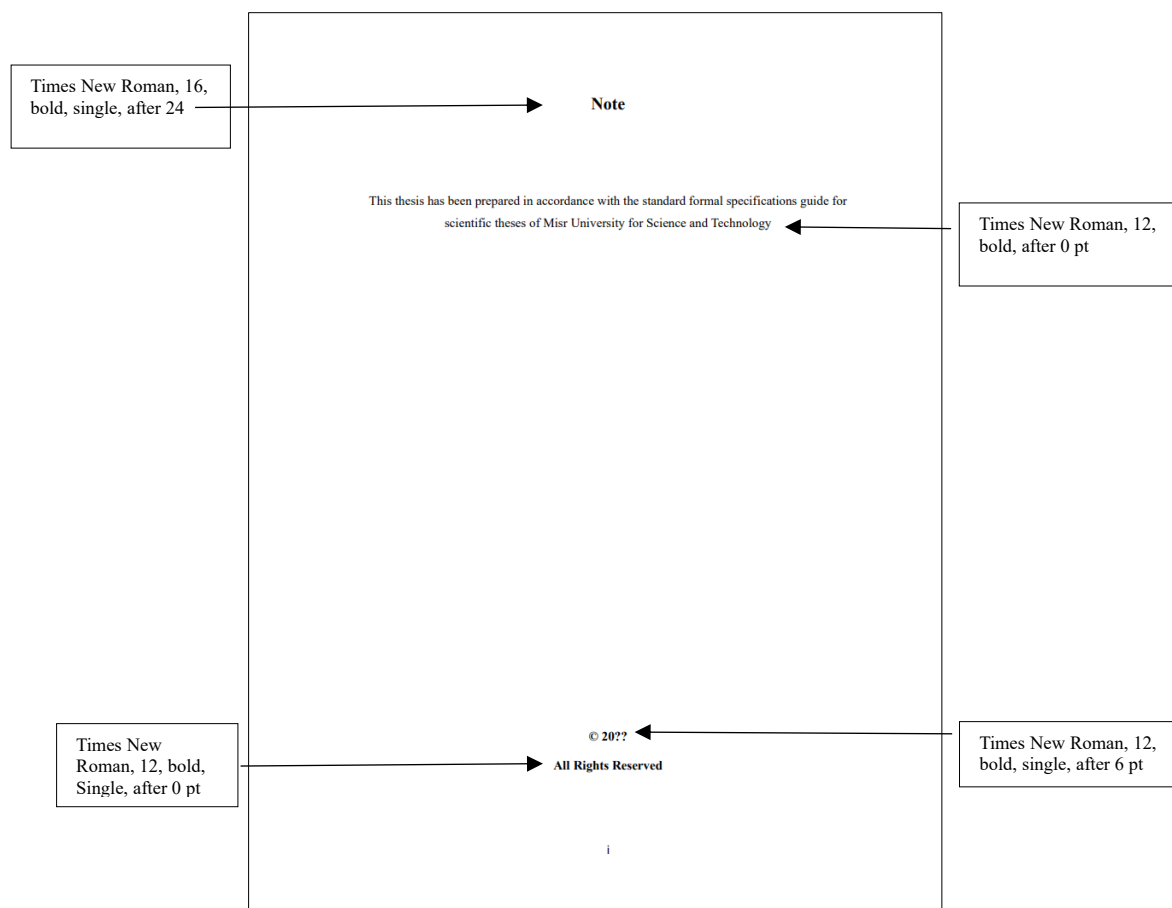 Times New Roman, 16,
bold, single, after 24
Note
This thesis has been prepared in accordance with the standard formal specifications guide for
scientific theses of Misr University for Science and Technology
Times New Roman, 12,
bold, after 0 pt
© 20??
Times New Roman, 12,
bold, single, after 6 pt
Times New
Roman, 12, bold,
Single, after 0 pt
All Rights Reserved
i